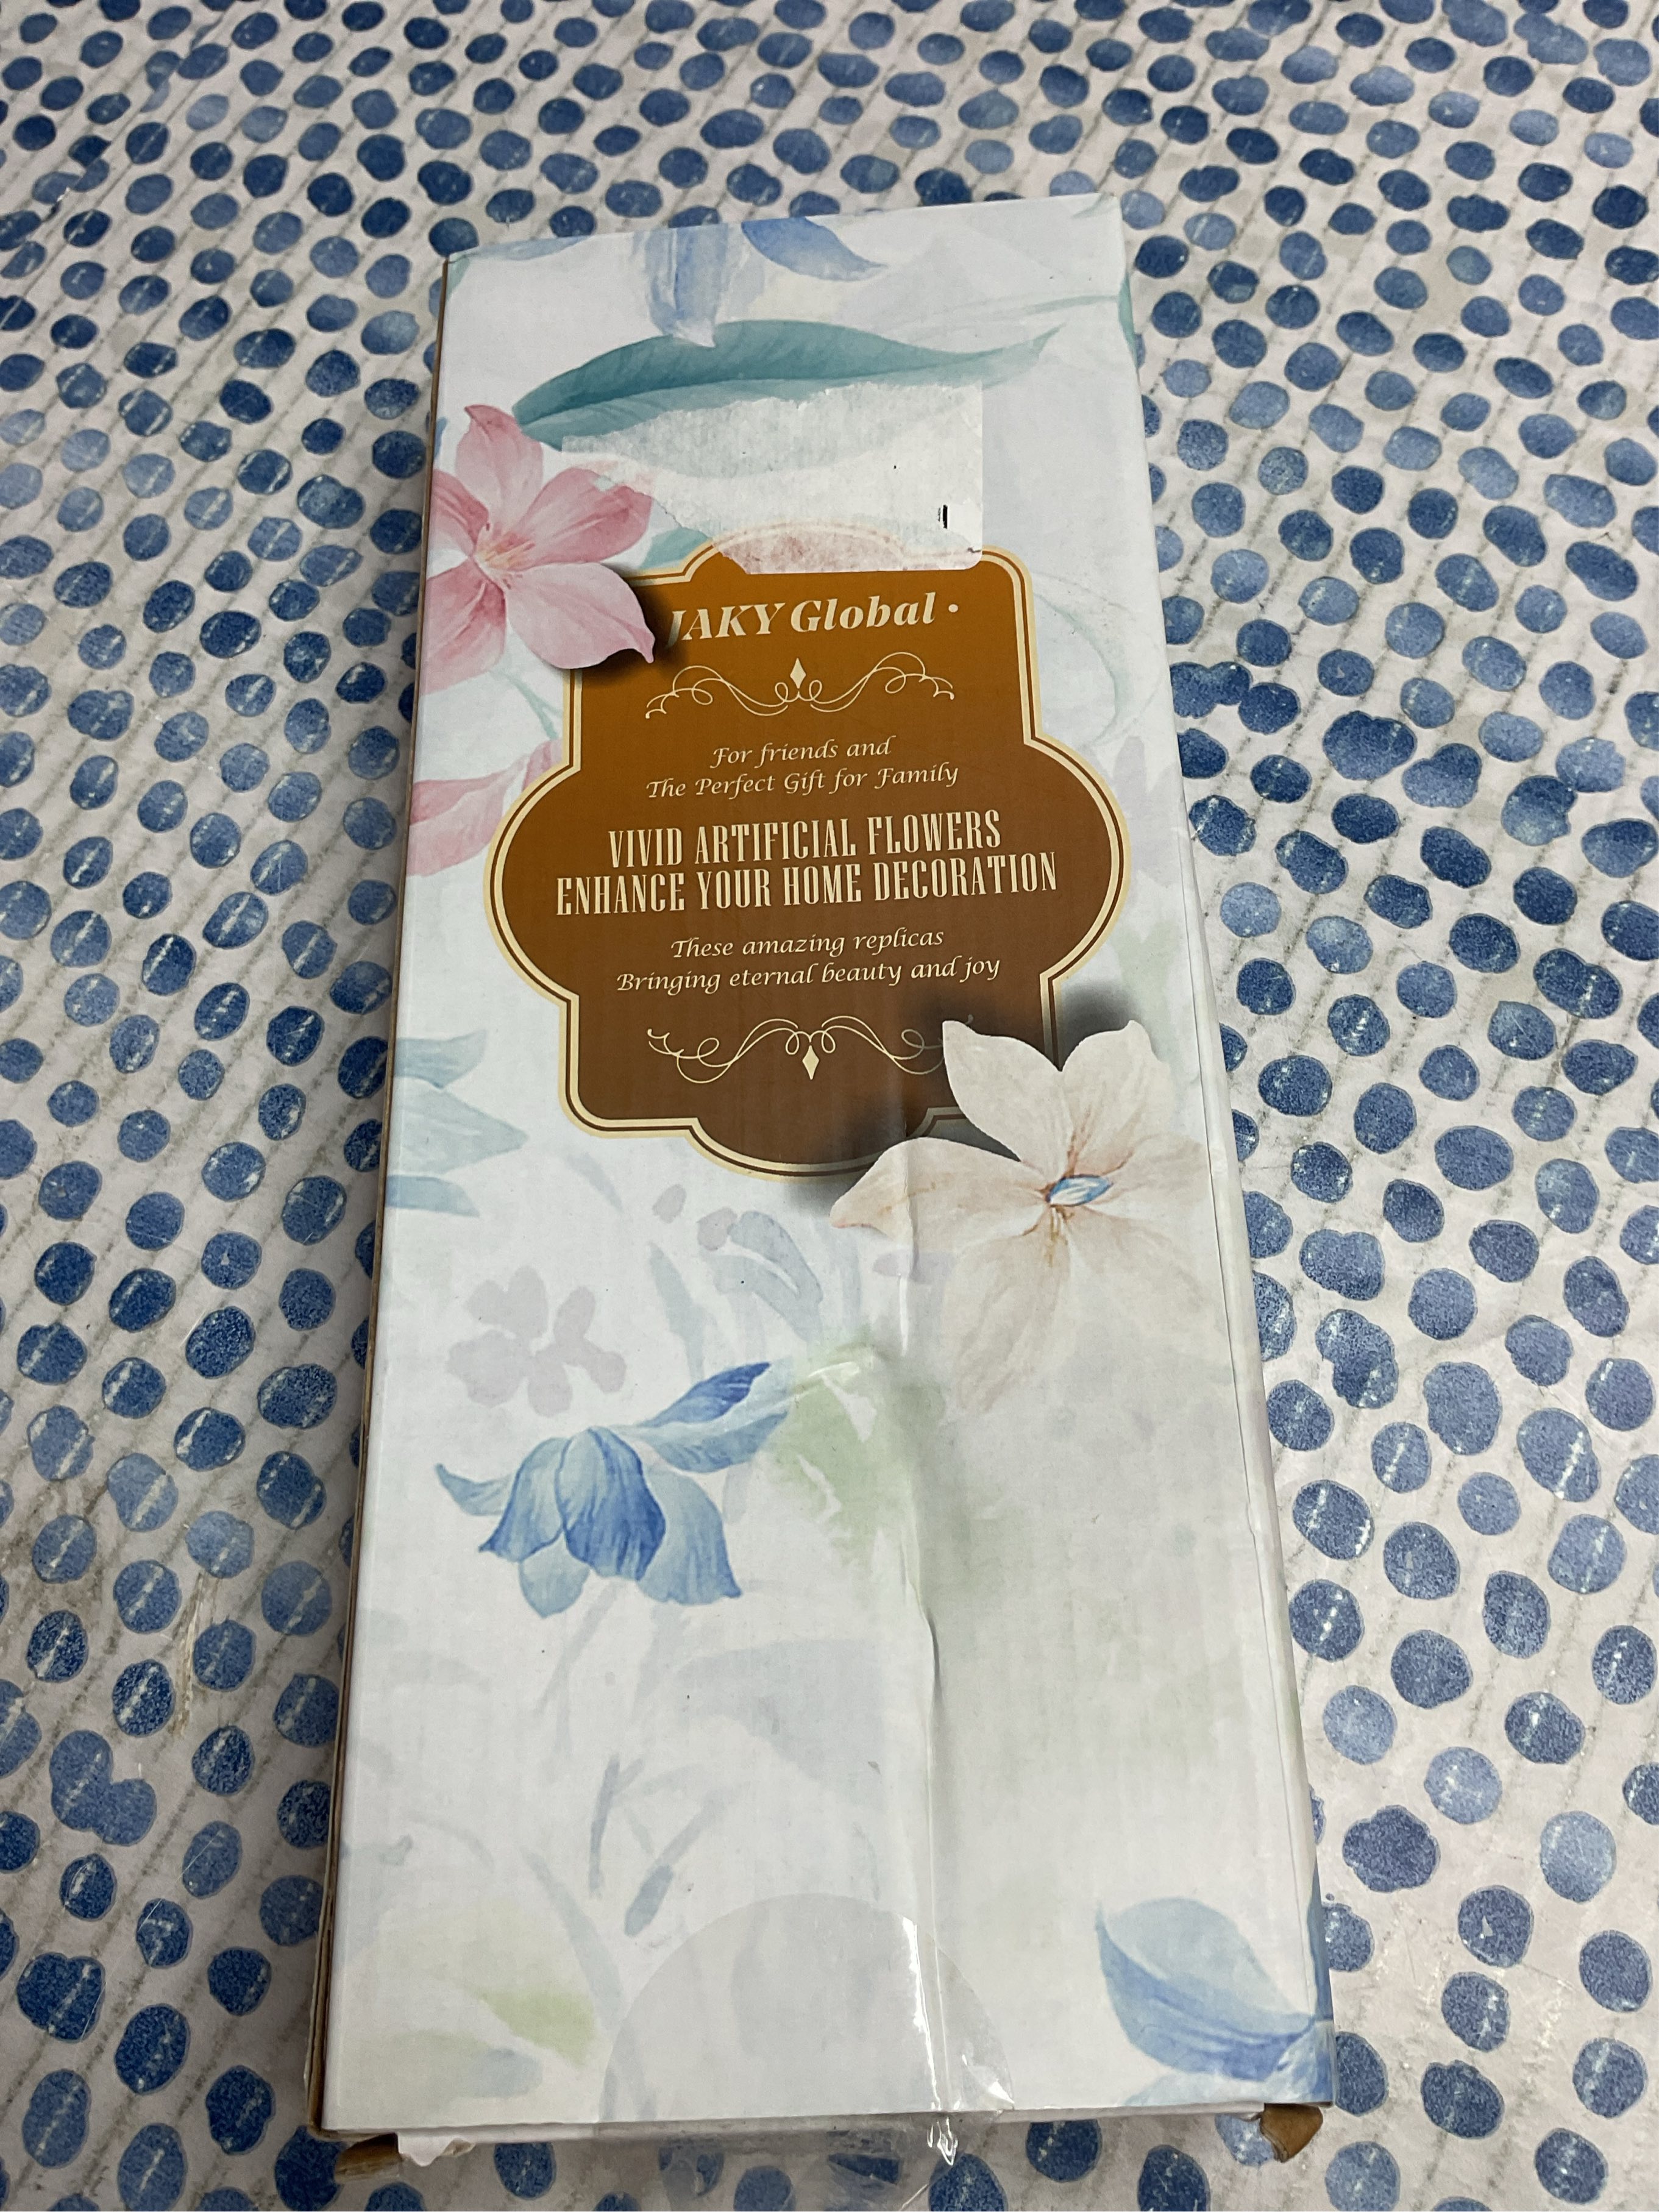 JAKY Global •
For friends and
The Perfect Gift for Family
VIVID ARTIFICIAL FLOWERS
ENHANCE YOUR HOME DECORATION
These amazing replicas
Bringing eternal beauty and joy